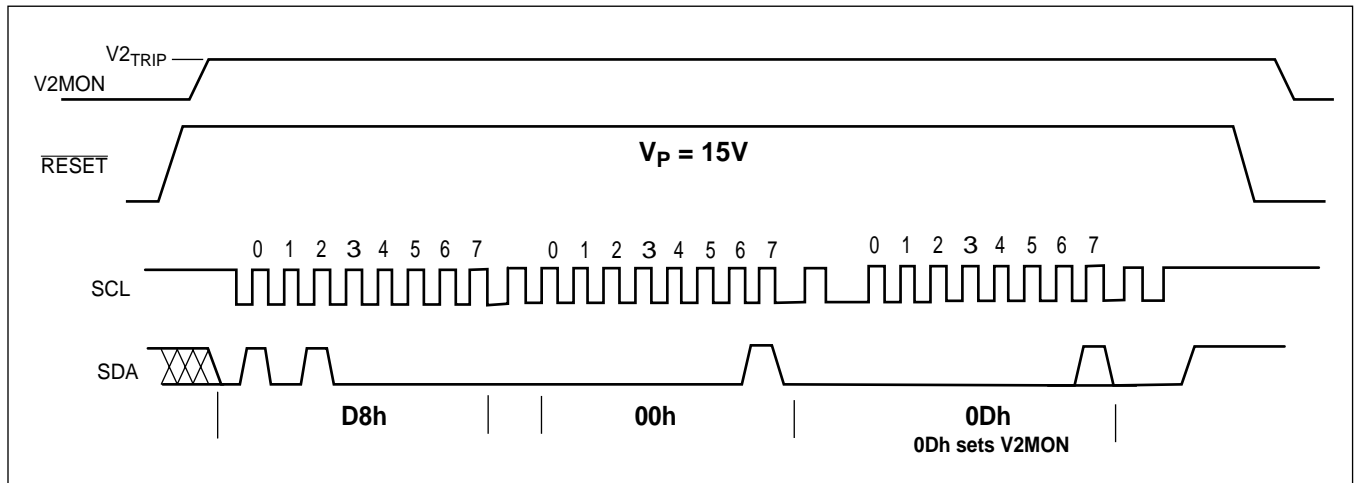 V2TRIP
V2MON
RESET
VP = 15V
0 1 2 3 4 5 6 7 0 1 2 3 4 5 6 7 0 1 2 3 4 5 6 7
SCL
SDA
D8h 00h 0Dh
0Dh sets V2MON